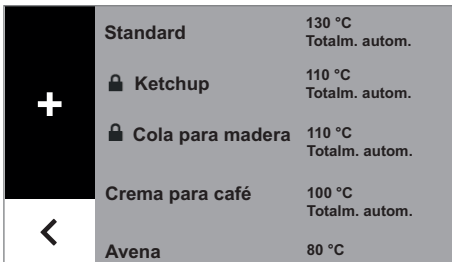 Standard
130 °C
Totalm. autom.
Ketchup
110 °C
Totalm. autom.
Cola para madera
110 °C
Totalm. autom.
Crema para café
100 °C
Totalm. autom.
Avena
80 °C